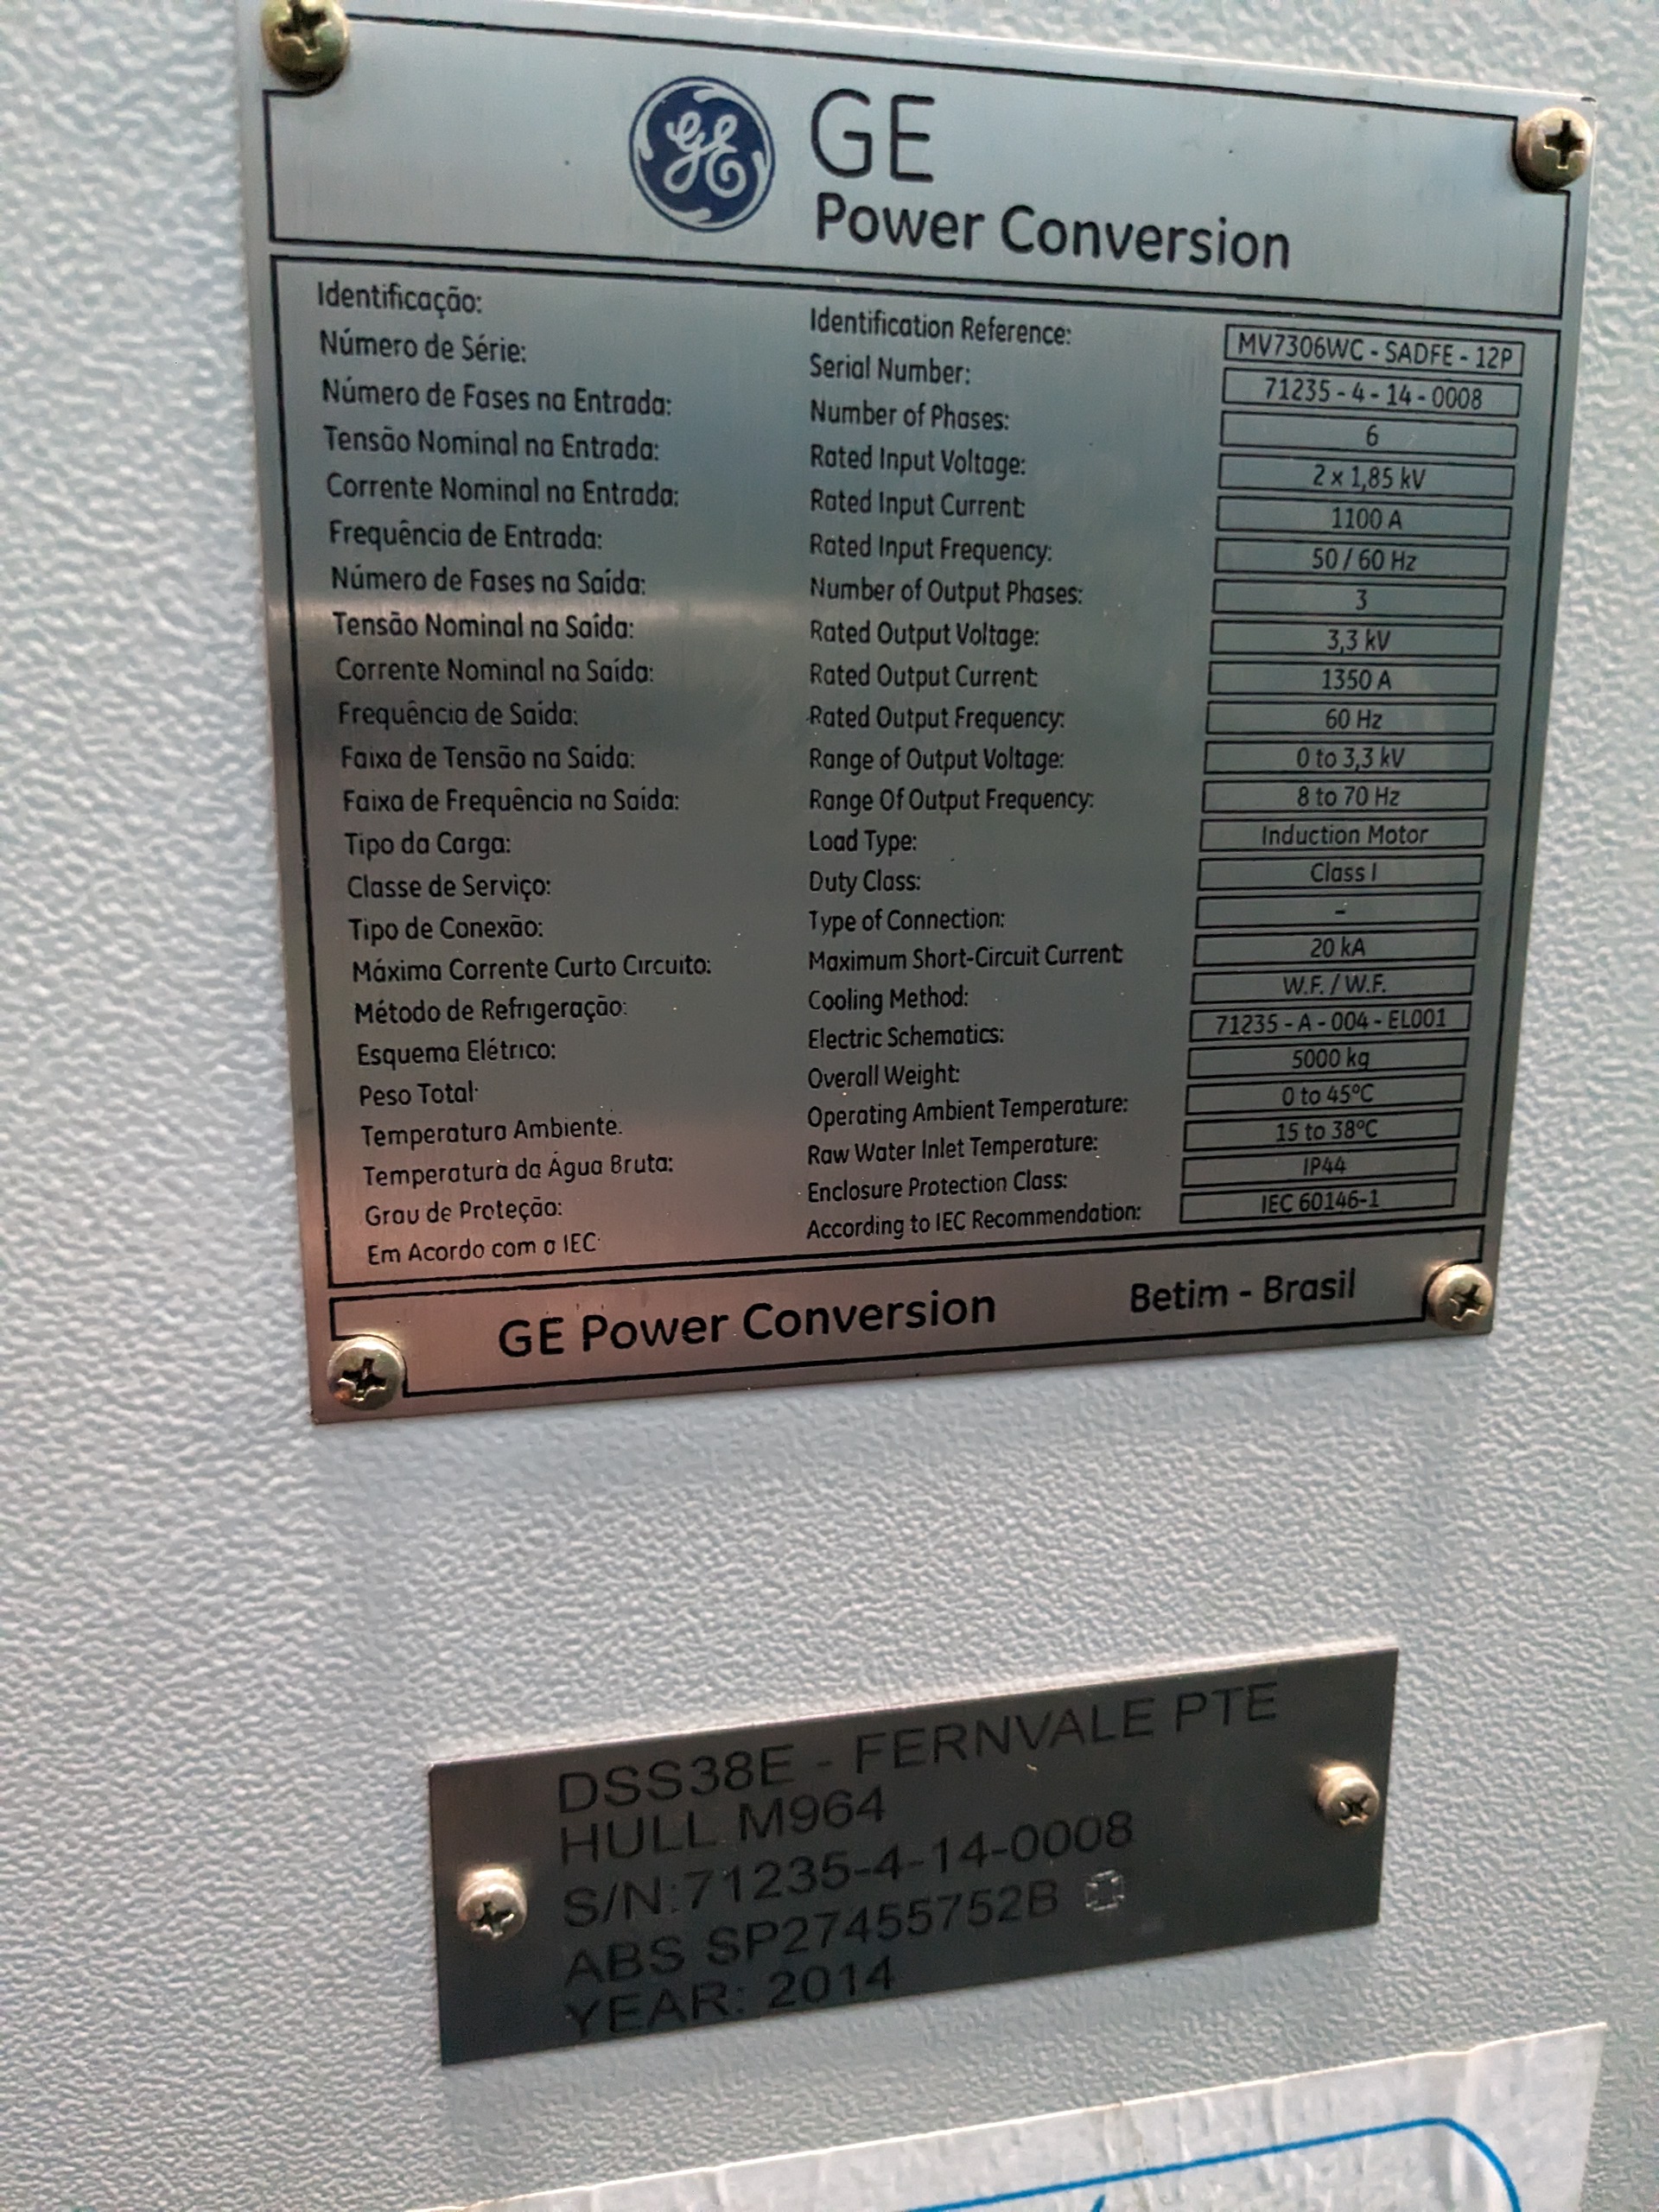 GE
GE
Power Conversion
Identificação: Identification Reference: MV7306WC - SADFE - 12P
Número de Série: Serial Number: 71235 - 4 - 14 - 0008
Número de Fases na Entrada: Number of Phases: 6
Tensão Nominal na Entrada: Rated Input Voltage: 2 x 1,85 kV
Corrente Nominal na Entrada: Rated Input Current: 1100 A
Frequência de Entrada: Rated Input Frequency: 50 / 60 Hz
Número de Fases na Saída: Number of Output Phases: 3
Tensão Nominal na Saída: Rated Output Voltage: 3,3 kV
Corrente Nominal na Saída: Rated Output Current: 1350 A
Frequência de Saída: Rated Output Frequency: 60 Hz
Faixa de Tensão na Saída: Range of Output Voltage: 0 to 3,3 kV
Faixa de Frequência na Saída: Range Of Output Frequency: 8 to 70 Hz
Tipo da Carga: Load Type: Induction Motor
Classe de Serviço: Duty Class: Class I
Tipo de Conexão: Type of Connection: -
Máxima Corrente Curto Circuito: Maximum Short-Circuit Current: 20 kA
Método de Refrigeração: Cooling Method: W.F. / W.F.
Esquema Elétrico: Electric Schematics: 71235 - A - 004 - EL001
Peso Total: Overall Weight: 5000 kg
Temperatura Ambiente: Operating Ambient Temperature: 0 to 45ºC
Temperatura da Água Bruta: Raw Water Inlet Temperature: 15 to 38ºC
Grau de Proteção: Enclosure Protection Class: IP44
Em Acordo com a IEC: According to IEC Recommendation: IEC 60146-1
GE Power Conversion Betim - Brasil
DSS38E - FERNVALE PTE
HULL M964
S/N:71235-4-14-0008
ABS SP27455752B
YEAR: 2014